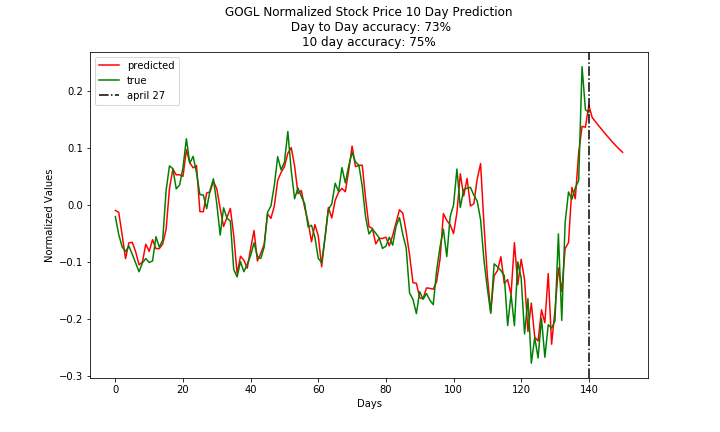 GOGL Normalized Stock Price 10 Day Prediction
Day to Day accuracy: 73%
10 day accuracy: 75%
predicted
true
april 27
Normalized Values
0.2
0.1
0.0
−0.1
−0.2
−0.3
0 20 40 60 80 100 120 140
Days